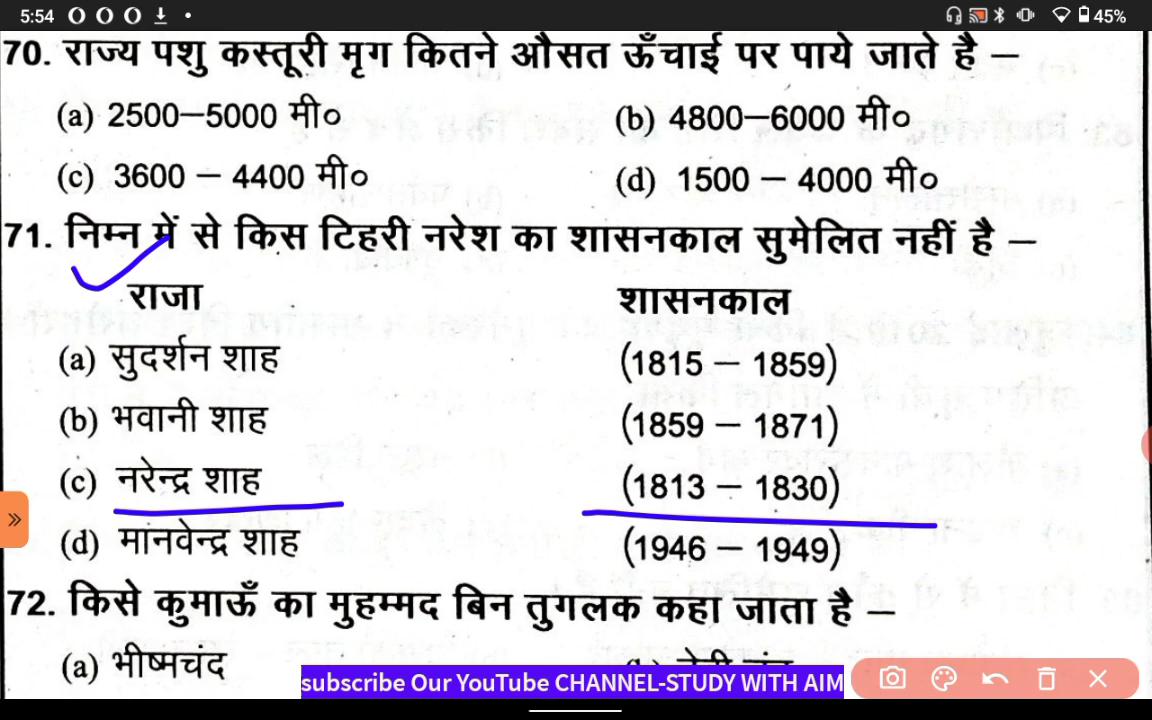 5:54
45%
70. राज्य पशु कस्तूरी मृग कितने औसत ऊँचाई पर पाये जाते है –
(a) 2500–5000 मी०
(b) 4800–6000 मी०
(c) 3600 – 4400 मी०
(d) 1500 – 4000 मी०
71. निम्न में से किस टिहरी नरेश का शासनकाल सुमेलित नहीं है –
राजा
शासनकाल
(a) सुदर्शन शाह
(1815 – 1859)
(b) भवानी शाह
(1859 – 1871)
(c) नरेन्द्र शाह
(1813 – 1830)
(d) मानवेन्द्र शाह
(1946 – 1949)
72. किसे कुमाऊँ का मुहम्मद बिन तुगलक कहा जाता है –
(a) भीष्मचंद
subscribe Our YouTube CHANNEL-STUDY WITH AIM